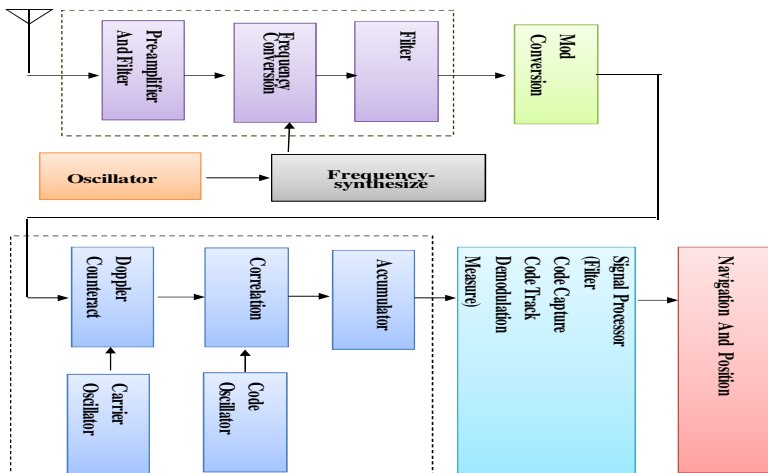 Pre-amplifier
And Filter
Frequency
Conversion
Filter
Mod
Conversion
Oscillator
Frequency-
synthesize
Doppler
Counteract
Correlation
Accumulator
Signal Processor
(Filter
Code Capture
Code Track
Demodulation
Measure)
Navigation And Position
Carrier
Oscillator
Code
Oscillator